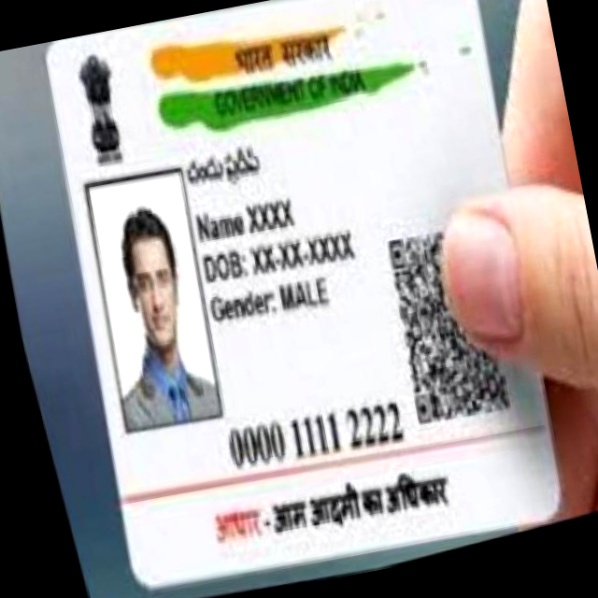 भारत सरकार
GOVERNMENT OF INDIA
చందు ప్రదీప్
Name XXXX
DOB: XX-XX-XXXX
Gender: MALE
0000 1111 2222
आधार - आम आदमी का अधिकार